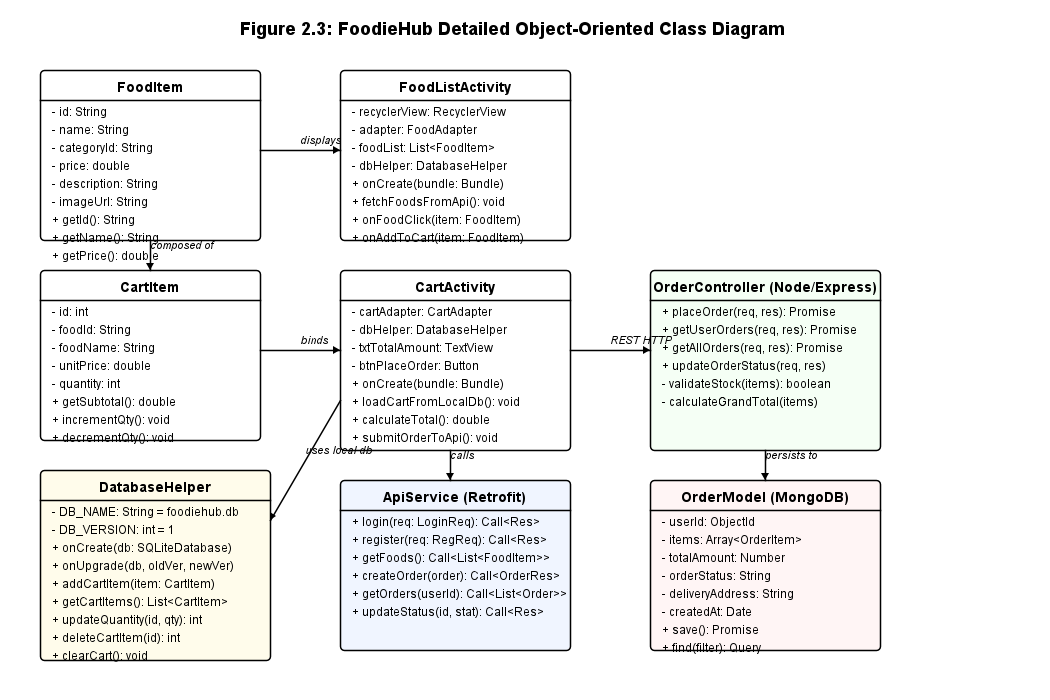 Figure 2.3: FoodieHub Detailed Object-Oriented Class Diagram
FoodItem
- id: String
- name: String
- categoryId: String
- price: double
- description: String
- imageUrl: String
+ getId(): String
+ getName(): String
+ getPrice(): double
displays
FoodListActivity
- recyclerView: RecyclerView
- adapter: FoodAdapter
- foodList: List<FoodItem>
- dbHelper: DatabaseHelper
+ onCreate(bundle: Bundle)
+ fetchFoodsFromApi(): void
+ onFoodClick(item: FoodItem)
+ onAddToCart(item: FoodItem)
composed of
CartItem
- id: int
- foodId: String
- foodName: String
- unitPrice: double
- quantity: int
+ getSubtotal(): double
+ incrementQty(): void
+ decrementQty(): void
binds
CartActivity
- cartAdapter: CartAdapter
- dbHelper: DatabaseHelper
- txtTotalAmount: TextView
- btnPlaceOrder: Button
+ onCreate(bundle: Bundle)
+ loadCartFromLocalDb(): void
+ calculateTotal(): double
+ submitOrderToApi(): void
REST HTTP
OrderController (Node/Express)
+ placeOrder(req, res): Promise
+ getUserOrders(req, res): Promise
+ getAllOrders(req, res): Promise
+ updateOrderStatus(req, res)
- validateStock(items): boolean
- calculateGrandTotal(items)
uses local db
calls
persists to
DatabaseHelper
- DB_NAME: String = foodiehub.db
- DB_VERSION: int = 1
+ onCreate(db: SQLiteDatabase)
+ onUpgrade(db, oldVer, newVer)
+ addCartItem(item: CartItem)
+ getCartItems(): List<CartItem>
+ updateQuantity(id, qty): int
+ deleteCartItem(id): int
+ clearCart(): void
ApiService (Retrofit)
+ login(req: LoginReq): Call<Res>
+ register(req: RegReq): Call<Res>
+ getFoods(): Call<List<FoodItem>>
+ createOrder(order): Call<OrderRes>
+ getOrders(userId): Call<List<Order>>
+ updateStatus(id, stat): Call<Res>
OrderModel (MongoDB)
- userId: ObjectId
- items: Array<OrderItem>
- totalAmount: Number
- orderStatus: String
- deliveryAddress: String
- createdAt: Date
+ save(): Promise
+ find(filter): Query